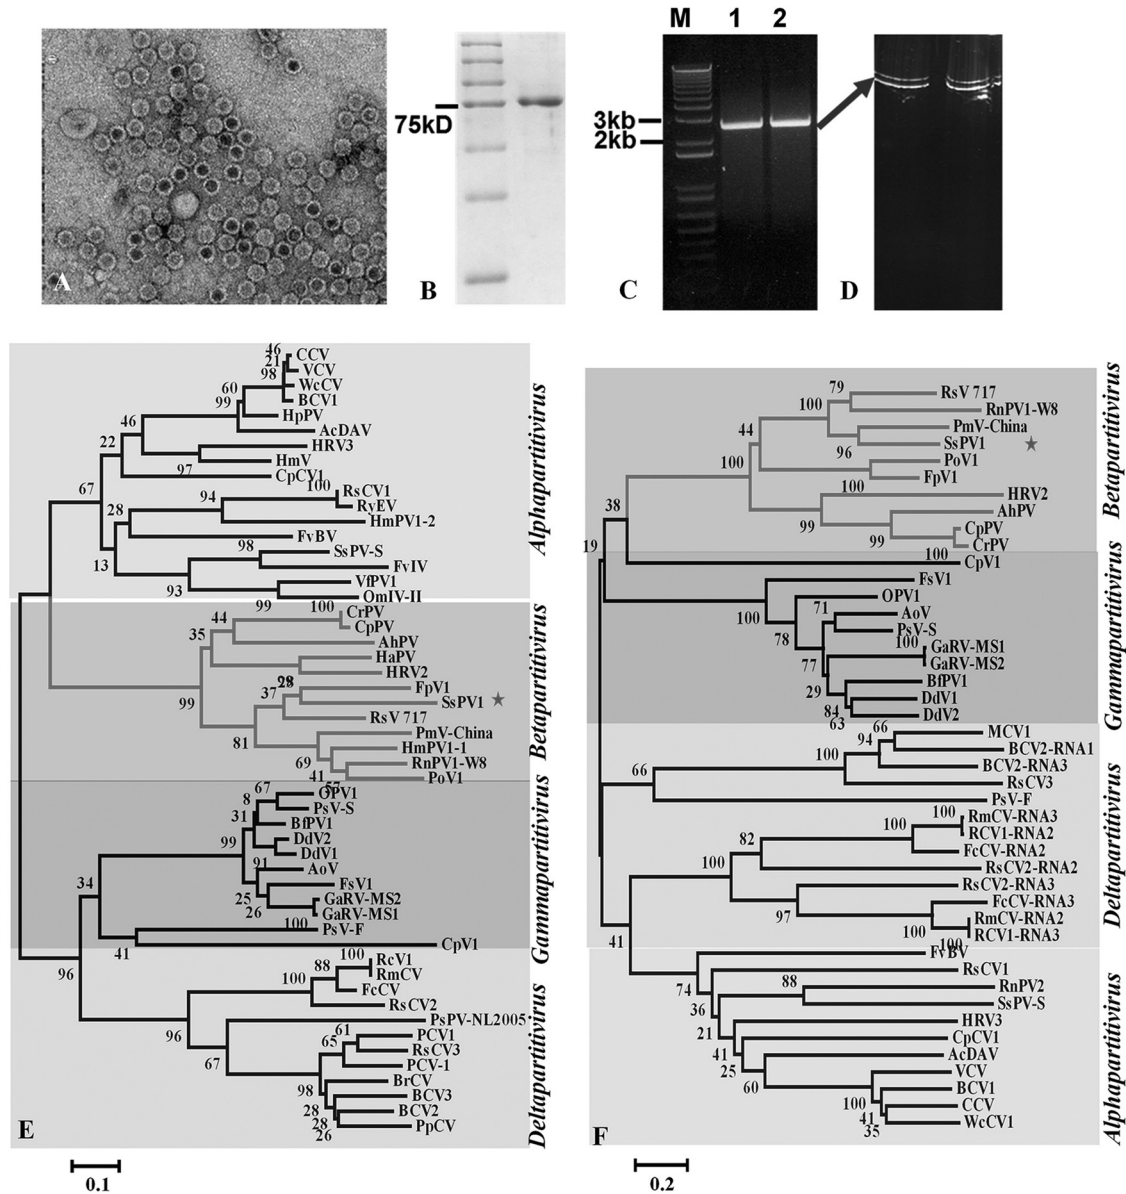 M 1 2
75kD
3kb
2kb
A
B
C
D
46
21
98
CCV
VCV
WcCV
BCV1
60
99
HpPV
AcDAV
46
HRV3
22
HmV
97
CpCV1
67
100
RsCV1
94
RyEV
28
HmPV1-2
FvBV
98
SsPV-S
13
FvIV
93
VfPV1
OmIV-II
Alphapartitivirus
99
100
CrPV
44
CpPV
35
AhPV
HaPV
HRV2
99
37
FpV1
SsPV1
RsV 717
81
PmV-China
HmPV1-1
69
RnPV1-W8
41
PoV1
Betapartitivirus
67
OPV1
8
PsV-S
31
BfPV1
99
DdV2
DdV1
91
AoV
34
FsV1
25
GaRV-MS2
26
GaRV-MS1
100
PsV-F
41
CpV1
Gammapartitivirus
96
100
RcV1
88
RmCV
100
FcCV
RsCV2
96
PsPV-NL2005
61
PCV1
65
RsCV3
67
PCV-1
98
BrCV
BCV3
28
BCV2
28
PpCV
26
Deltapartitivirus
E
0.1
79
RsV 717
100
RnPV1-W8
44
PmV-China
96
SsPV1
100
PoV1
FpV1
100
HRV2
99
AhPV
99
CpPV
CrPV
38
Betapartitivirus
19
100
CpV1
FsV1
100
OPV1
71
AoV
78
PsV-S
100
GaRV-MS1
77
GaRV-MS2
29
BfPV1
84
DdV1
63
DdV2
Gammapartitivirus
66
MCV1
94
BCV2-RNA1
100
BCV2-RNA3
66
RsCV3
PsV-F
100
RmCV-RNA3
100
RCV1-RNA2
82
FcCV-RNA2
100
RsCV2-RNA2
RsCV2-RNA3
97
FcCV-RNA3
100
RmCV-RNA2
100
RCV1-RNA3
Deltapartitivirus
41
FvBV
74
RsCV1
88
RnPV2
36
SsPV-S
21
HRV3
CpCV1
41
AcDAV
25
VCV
60
BCV1
100
CCV
41
WcCV1
35
Alphapartitivirus
F
0.2